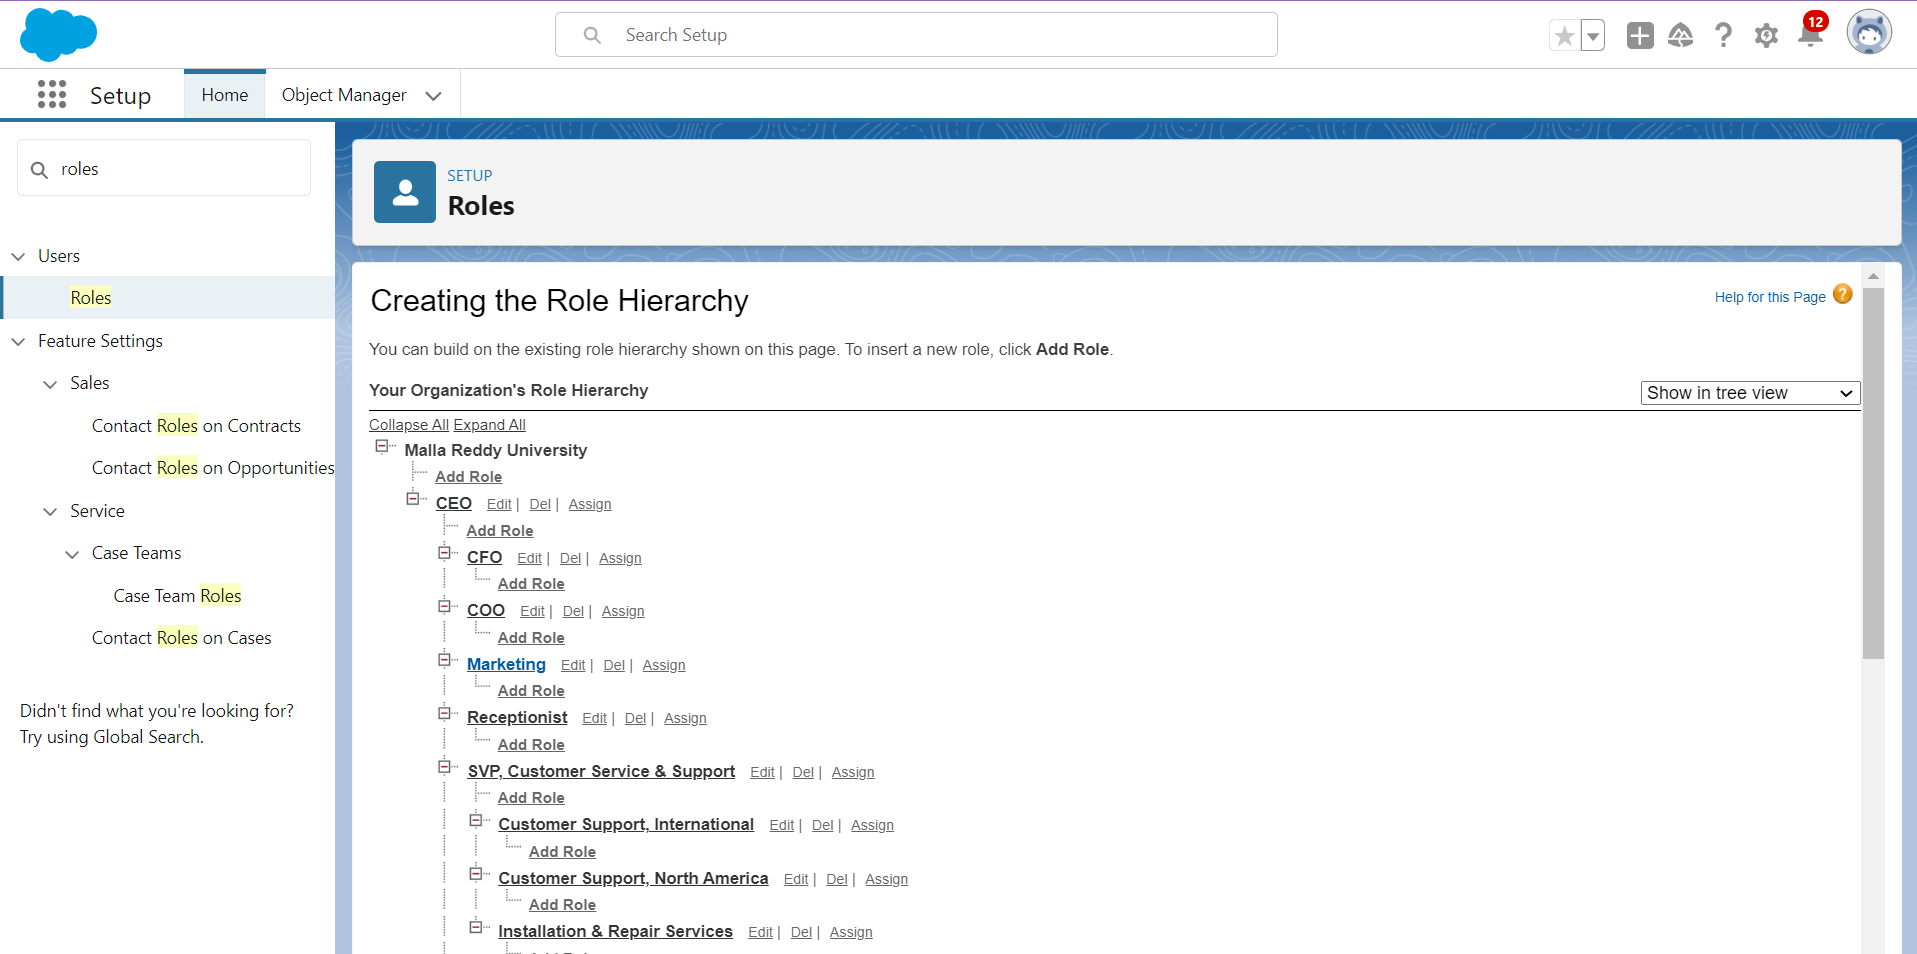 Search Setup
12
Setup
Home
Object Manager
roles
Users
Roles
Feature Settings
Sales
Contact Roles on Contracts
Contact Roles on Opportunities
Service
Case Teams
Case Team Roles
Contact Roles on Cases
Didn't find what you're looking for?
Try using Global Search.
SETUP
Roles
Creating the Role Hierarchy
Help for this Page ?
You can build on the existing role hierarchy shown on this page. To insert a new role, click Add Role.
Your Organization's Role Hierarchy
Show in tree view
Collapse All Expand All
Malla Reddy University
Add Role
CEO Edit | Del | Assign
Add Role
CFO Edit | Del | Assign
Add Role
COO Edit | Del | Assign
Add Role
Marketing Edit | Del | Assign
Add Role
Receptionist Edit | Del | Assign
Add Role
SVP, Customer Service & Support Edit | Del | Assign
Add Role
Customer Support, International Edit | Del | Assign
Add Role
Customer Support, North America Edit | Del | Assign
Add Role
Installation & Repair Services Edit | Del | Assign